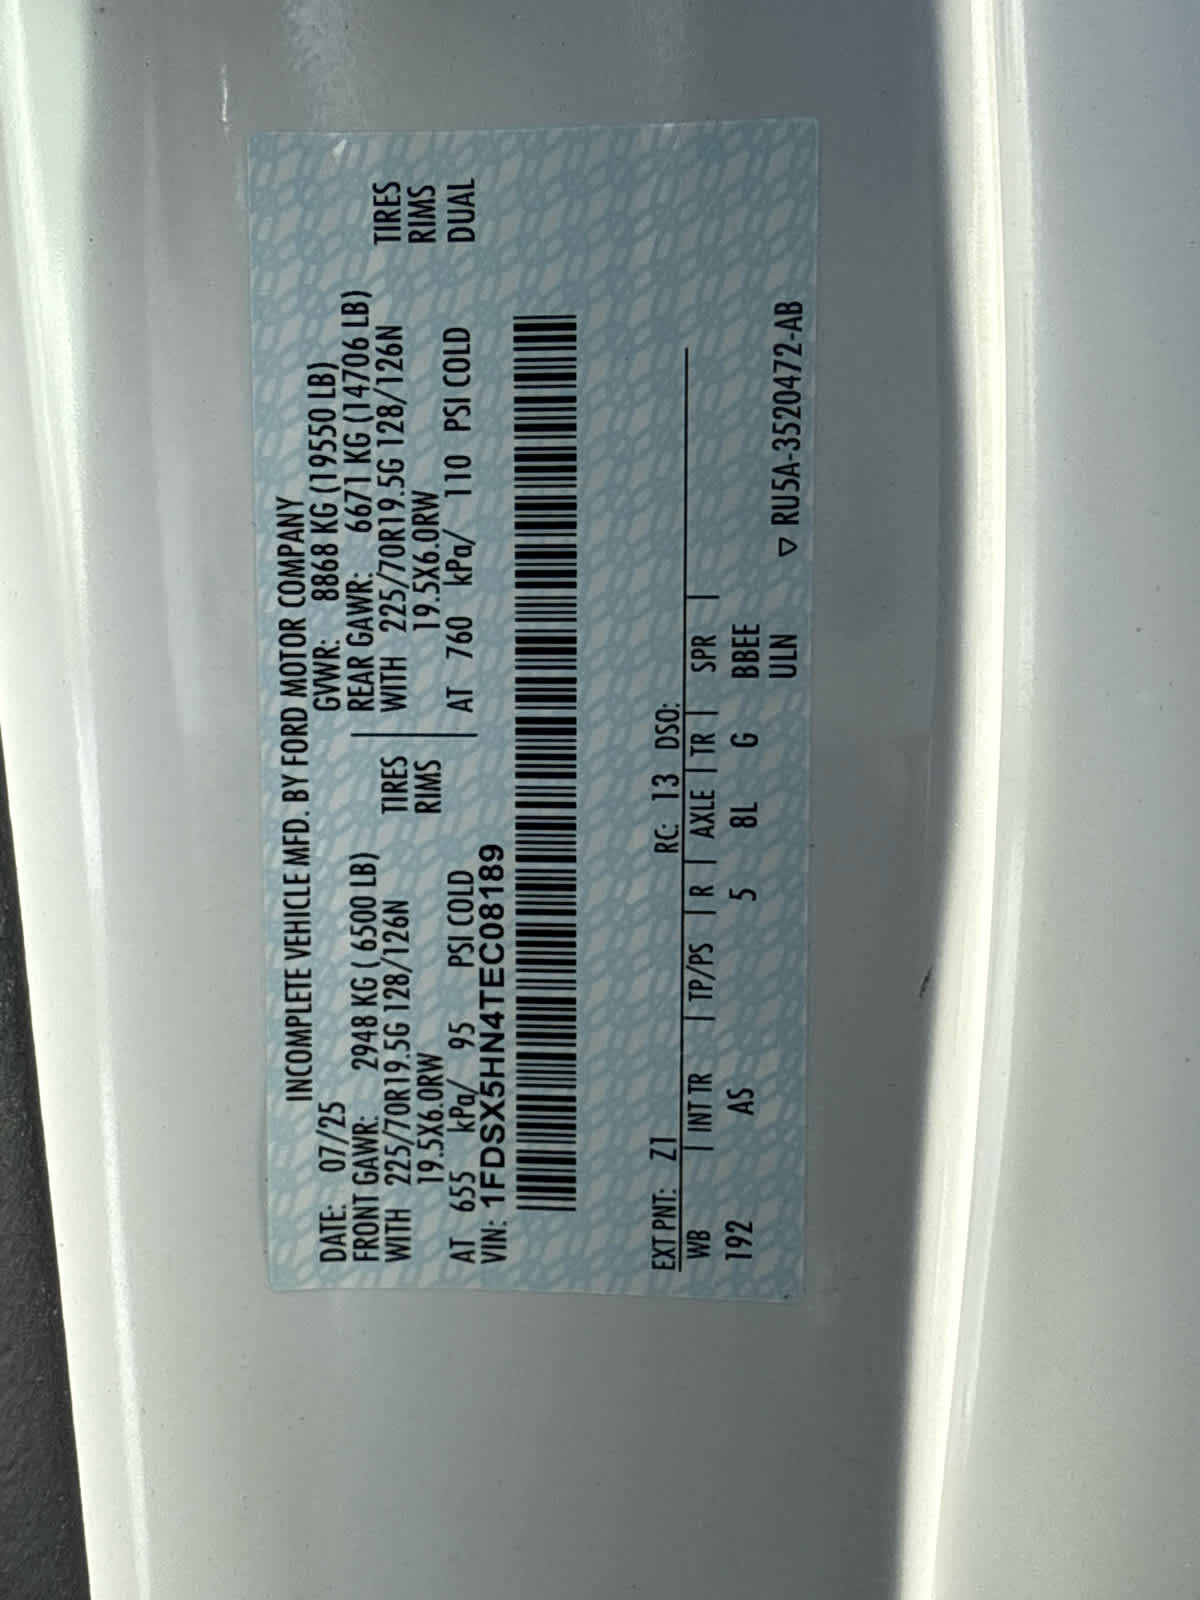 INCOMPLETE VEHICLE MFD. BY FORD MOTOR COMPANY
DATE: 07/25 GVWR: 8868 KG (19550 LB)
FRONT GAWR: 2948 KG ( 6500 LB) REAR GAWR: 6671 KG (14706 LB)
WITH 225/70R19.5G 128/126N TIRES WITH 225/70R19.5G 128/126N TIRES
19.5X6.0RW RIMS 19.5X6.0RW RIMS
AT 655 kPa/ 95 PSI COLD AT 760 kPa/ 110 PSI COLD DUAL
VIN: 1FDSX5HN4TEC08189
EXT PNT: Z1 RC: 13 DSO:
WB | INT TR | TP/PS | R | AXLE | TR | SPR |
192 AS 5 8L G BBEE
ULN ▽ RU5A-3520472-AB